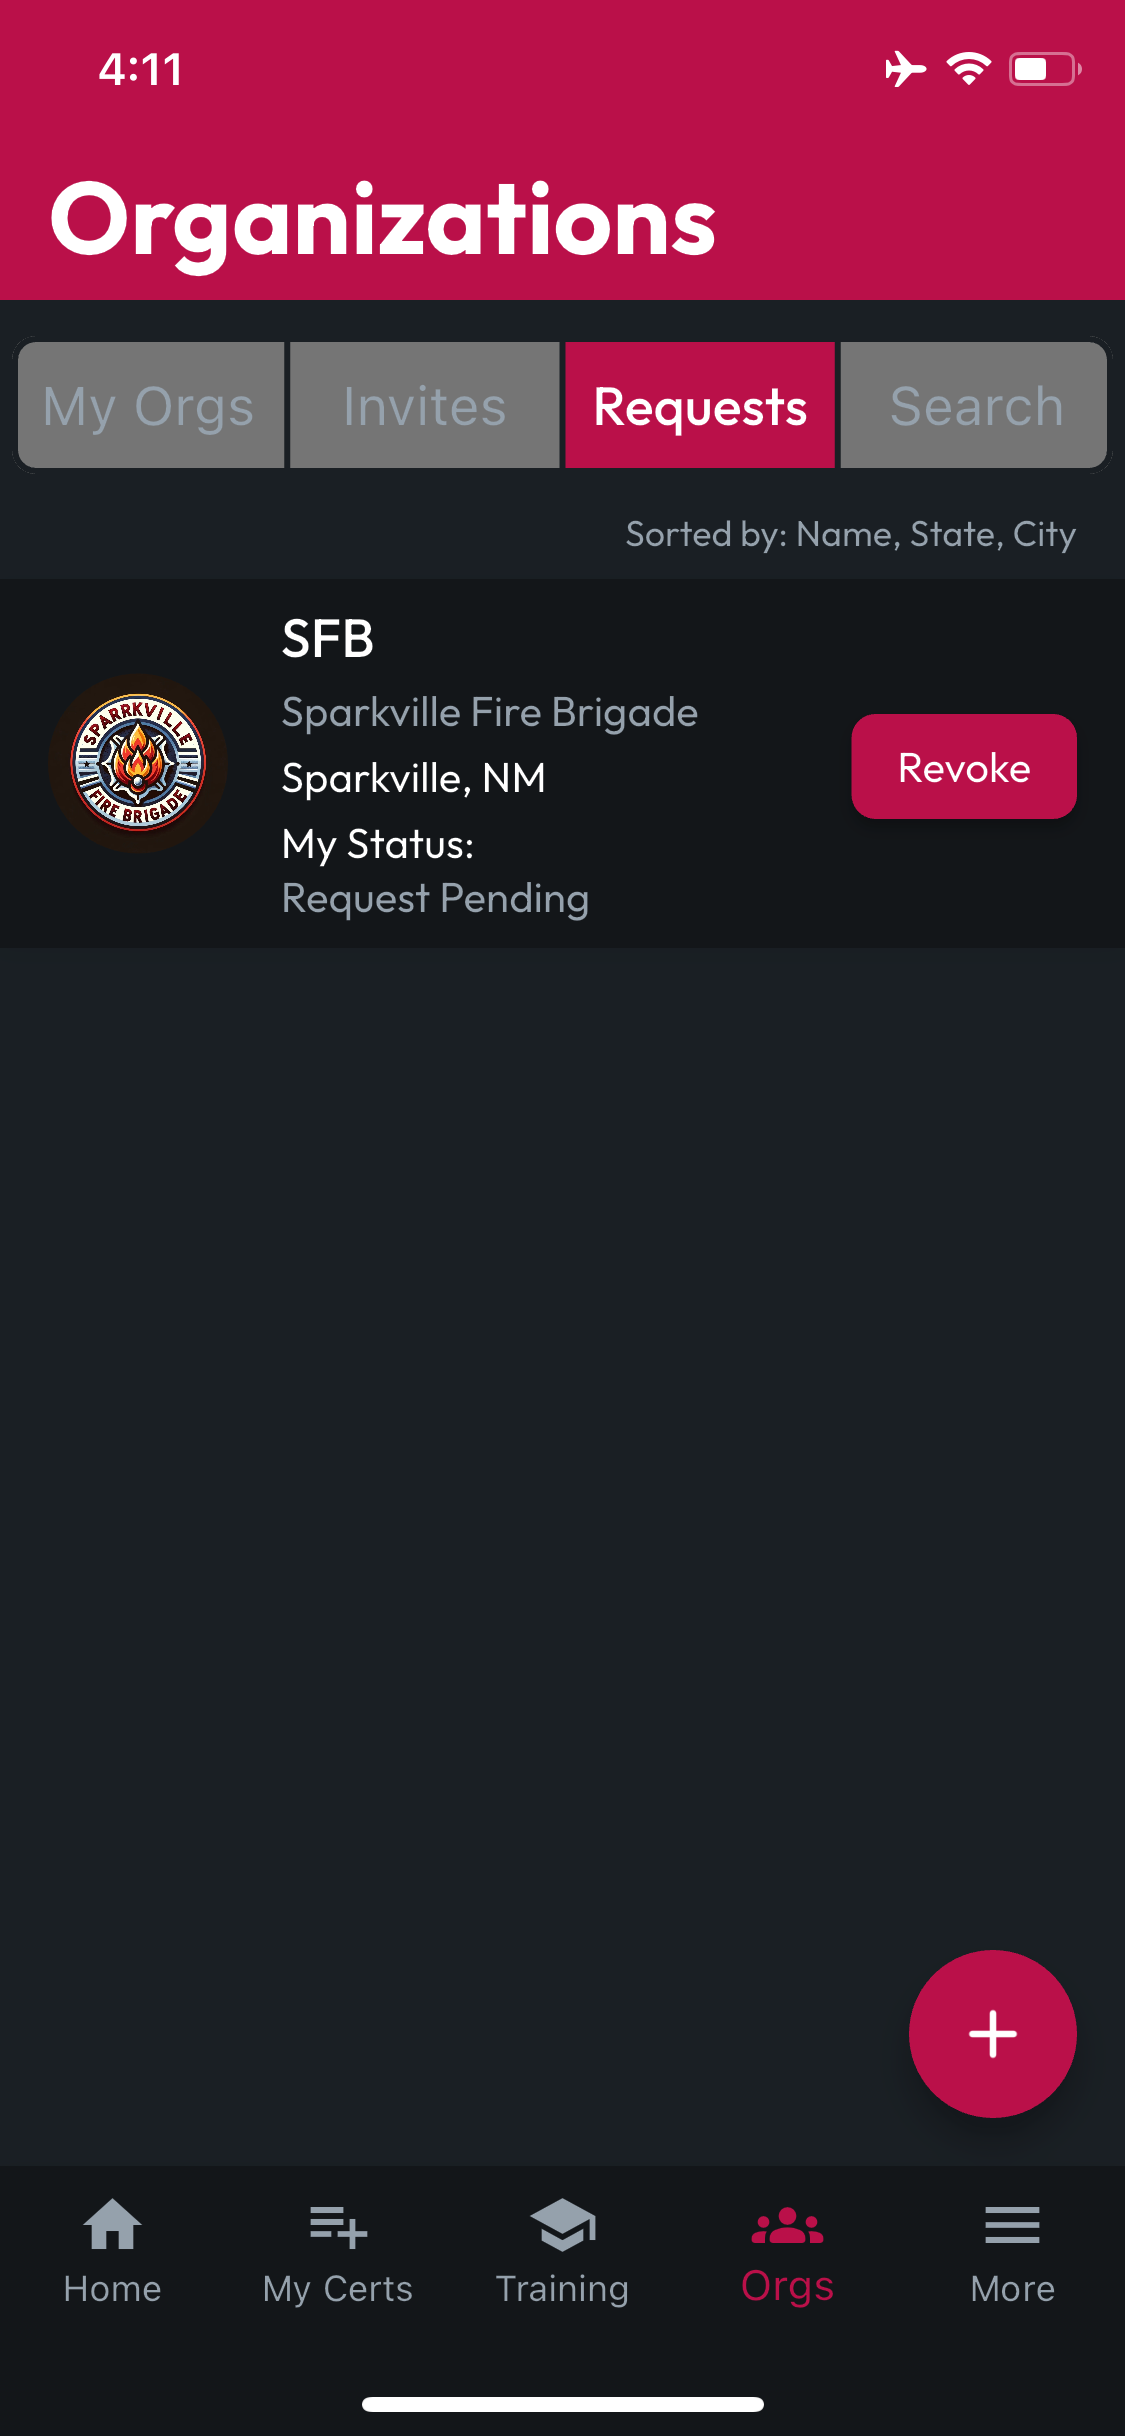 4:11
Organizations
My Orgs
Invites
Requests
Search
Sorted by: Name, State, City
SFB
Sparkville Fire Brigade
Sparkville, NM
My Status:
Request Pending
SPARRKVILLE
FIRE BRIGADE
Revoke
Home
My Certs
Training
Orgs
More